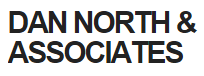 DAN NORTH &
ASSOCIATES